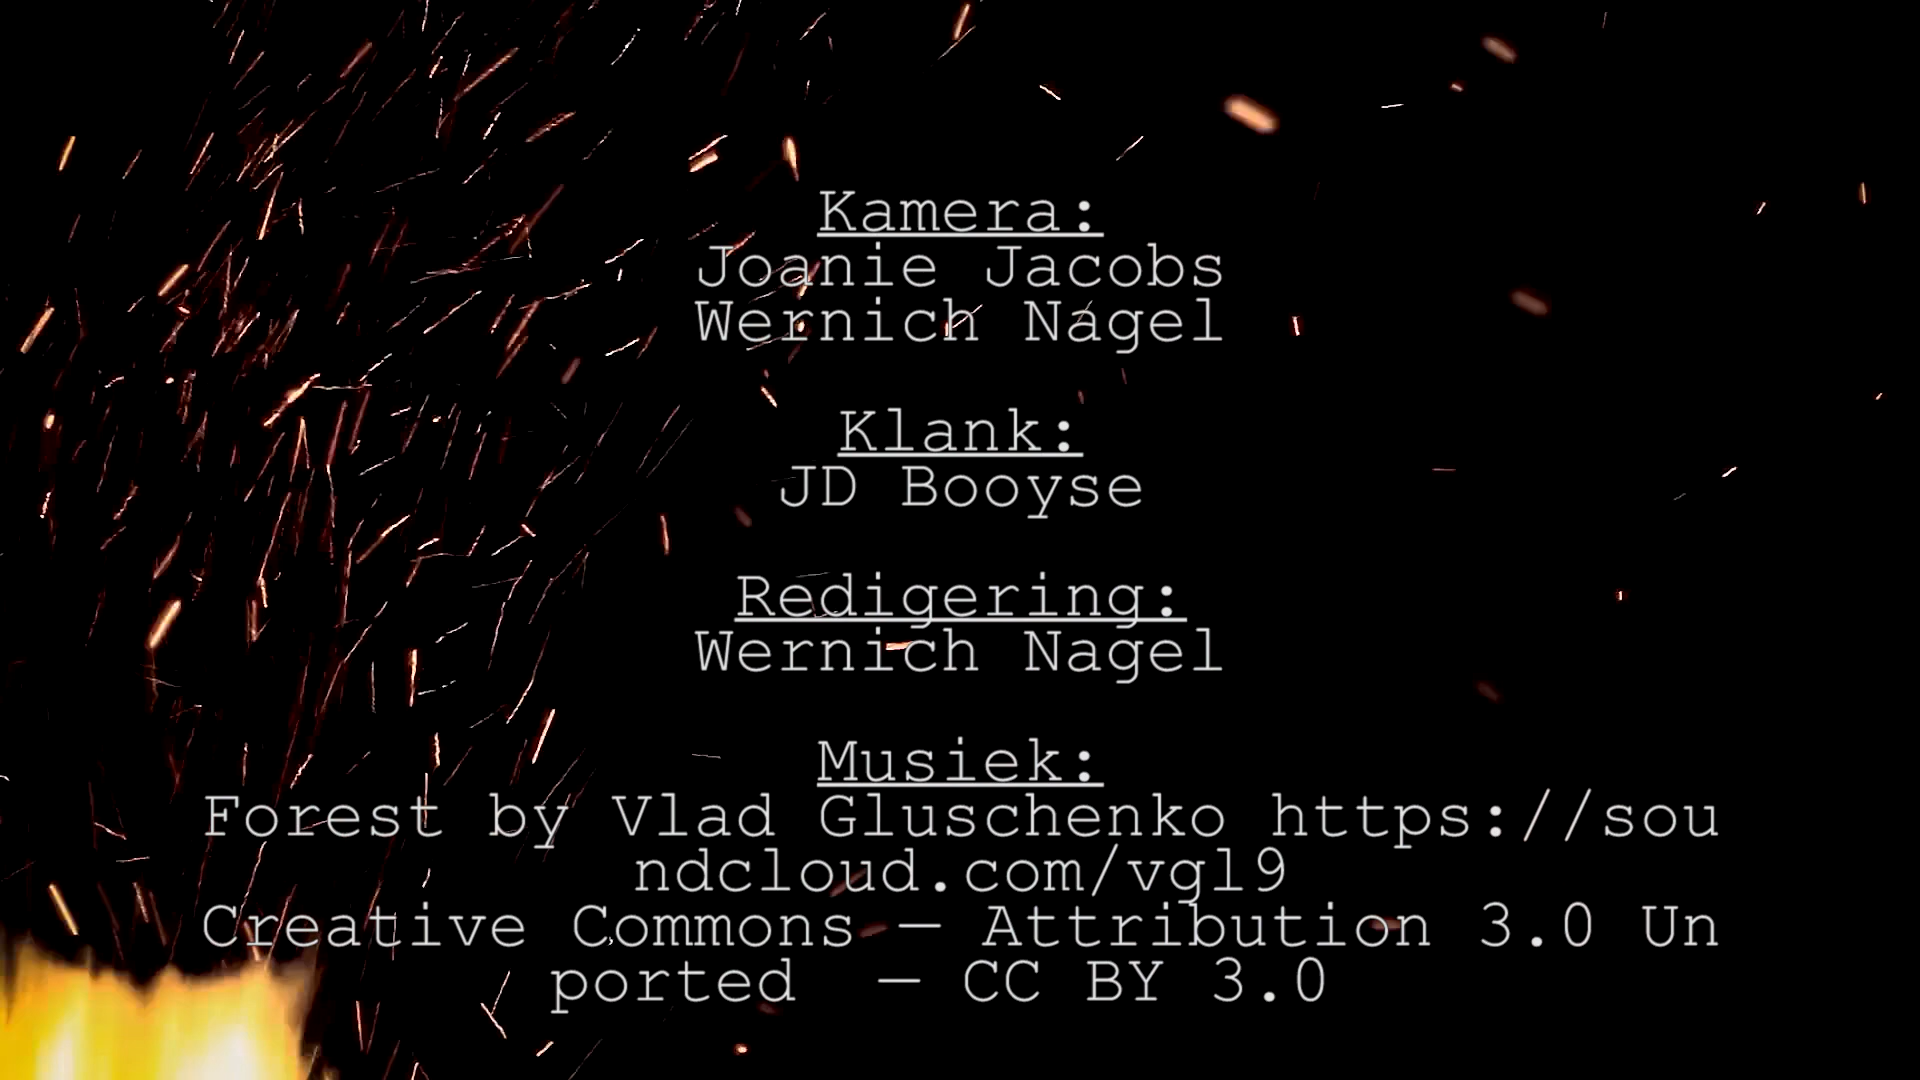 Kamera:
Joanie Jacobs
Wernich Nagel
Klank:
JD Booyse
Redigering:
Wernich Nagel
Musiek:
Forest by Vlad Gluschenko https://sou
ndcloud.com/vgl9
Creative Commons — Attribution 3.0 Un
ported  — CC BY 3.0